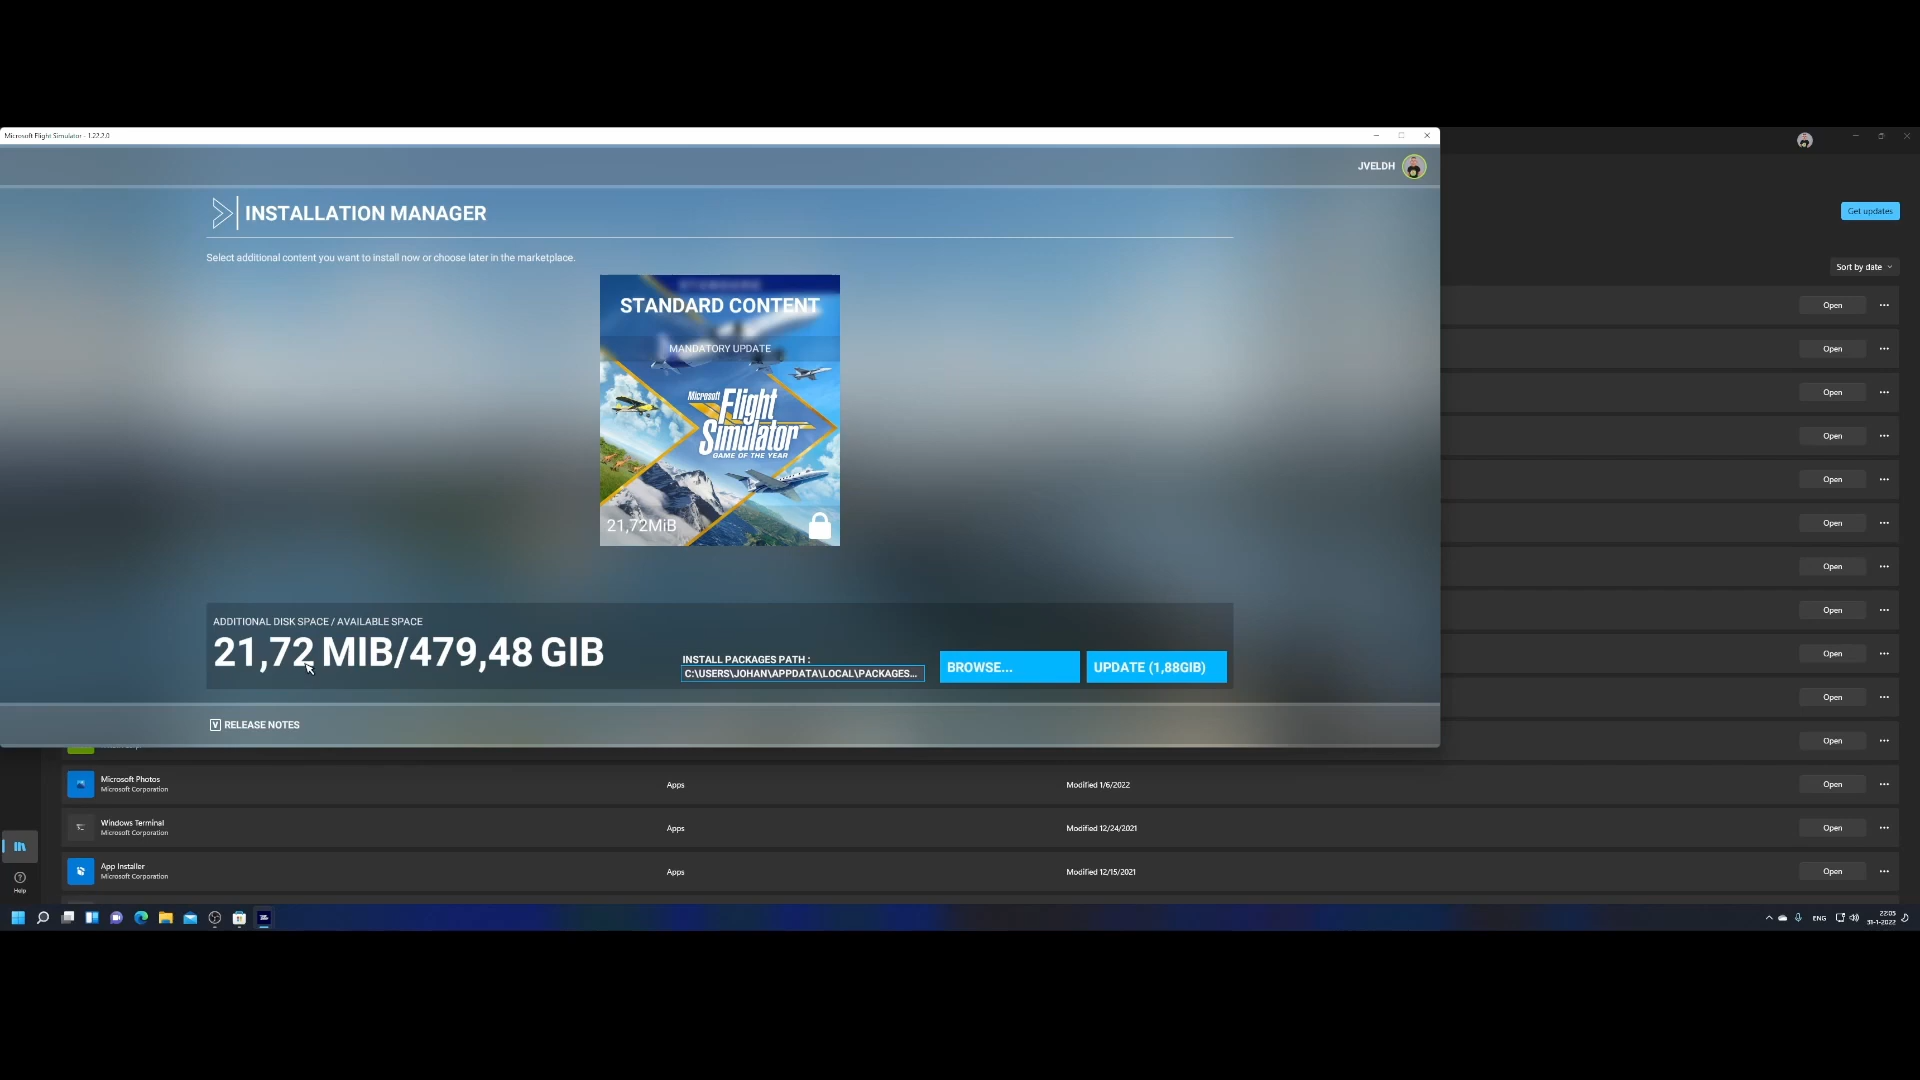 Microsoft Flight Simulator - 1.22.2.0
JVELDH
INSTALLATION MANAGER
Get updates
Select additional content you want to install now or choose later in the marketplace.
Sort by date
STANDARD CONTENT
MANDATORY UPDATE
Microsoft
Flight
Simulator
GAME OF THE YEAR
21,72MiB
Open
Open
Open
Open
Open
Open
Open
Open
Open
Open
Open
ADDITIONAL DISK SPACE / AVAILABLE SPACE
21,72 MIB/479,48 GIB
INSTALL PACKAGES PATH :
C:\USERS\JOHAN\APPDATA\LOCAL\PACKAGES...
BROWSE...
UPDATE (1,88GIB)
V RELEASE NOTES
Microsoft Photos
Microsoft Corporation
Apps
Modified 1/6/2022
Open
Windows Terminal
Microsoft Corporation
Apps
Modified 12/24/2021
Open
App Installer
Microsoft Corporation
Apps
Modified 12/15/2021
Open
Help
ENG
22:05
31-1-2022